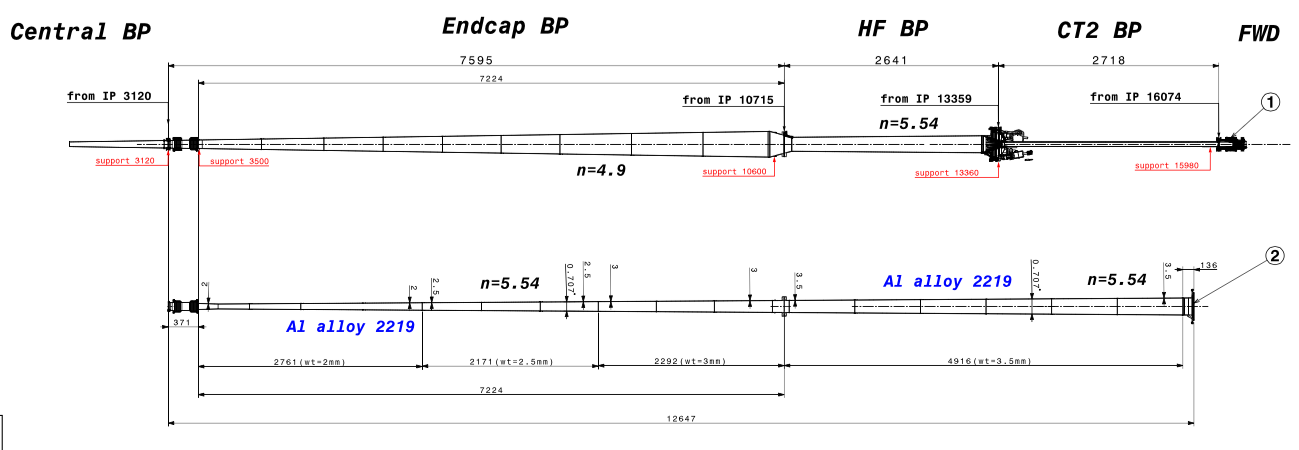 Central BP
Endcap BP
HF BP
CT2 BP
FWD
7595
2641
2718
7224
from IP 3120
from IP 10715
from IP 13359
from IP 16074
1
n=5.54
support 3120
support 3500
n=4.9
support 10600
support 13360
support 15980
2
2
2.5
n=5.54
0.707°
2.5
3
3
3.5
Al alloy 2219
0.707°
n=5.54
3.5
136
2
371
Al alloy 2219
2761(wt=2mm)
2171(wt=2.5mm)
2292(wt=3mm)
4916(wt=3.5mm)
7224
12647